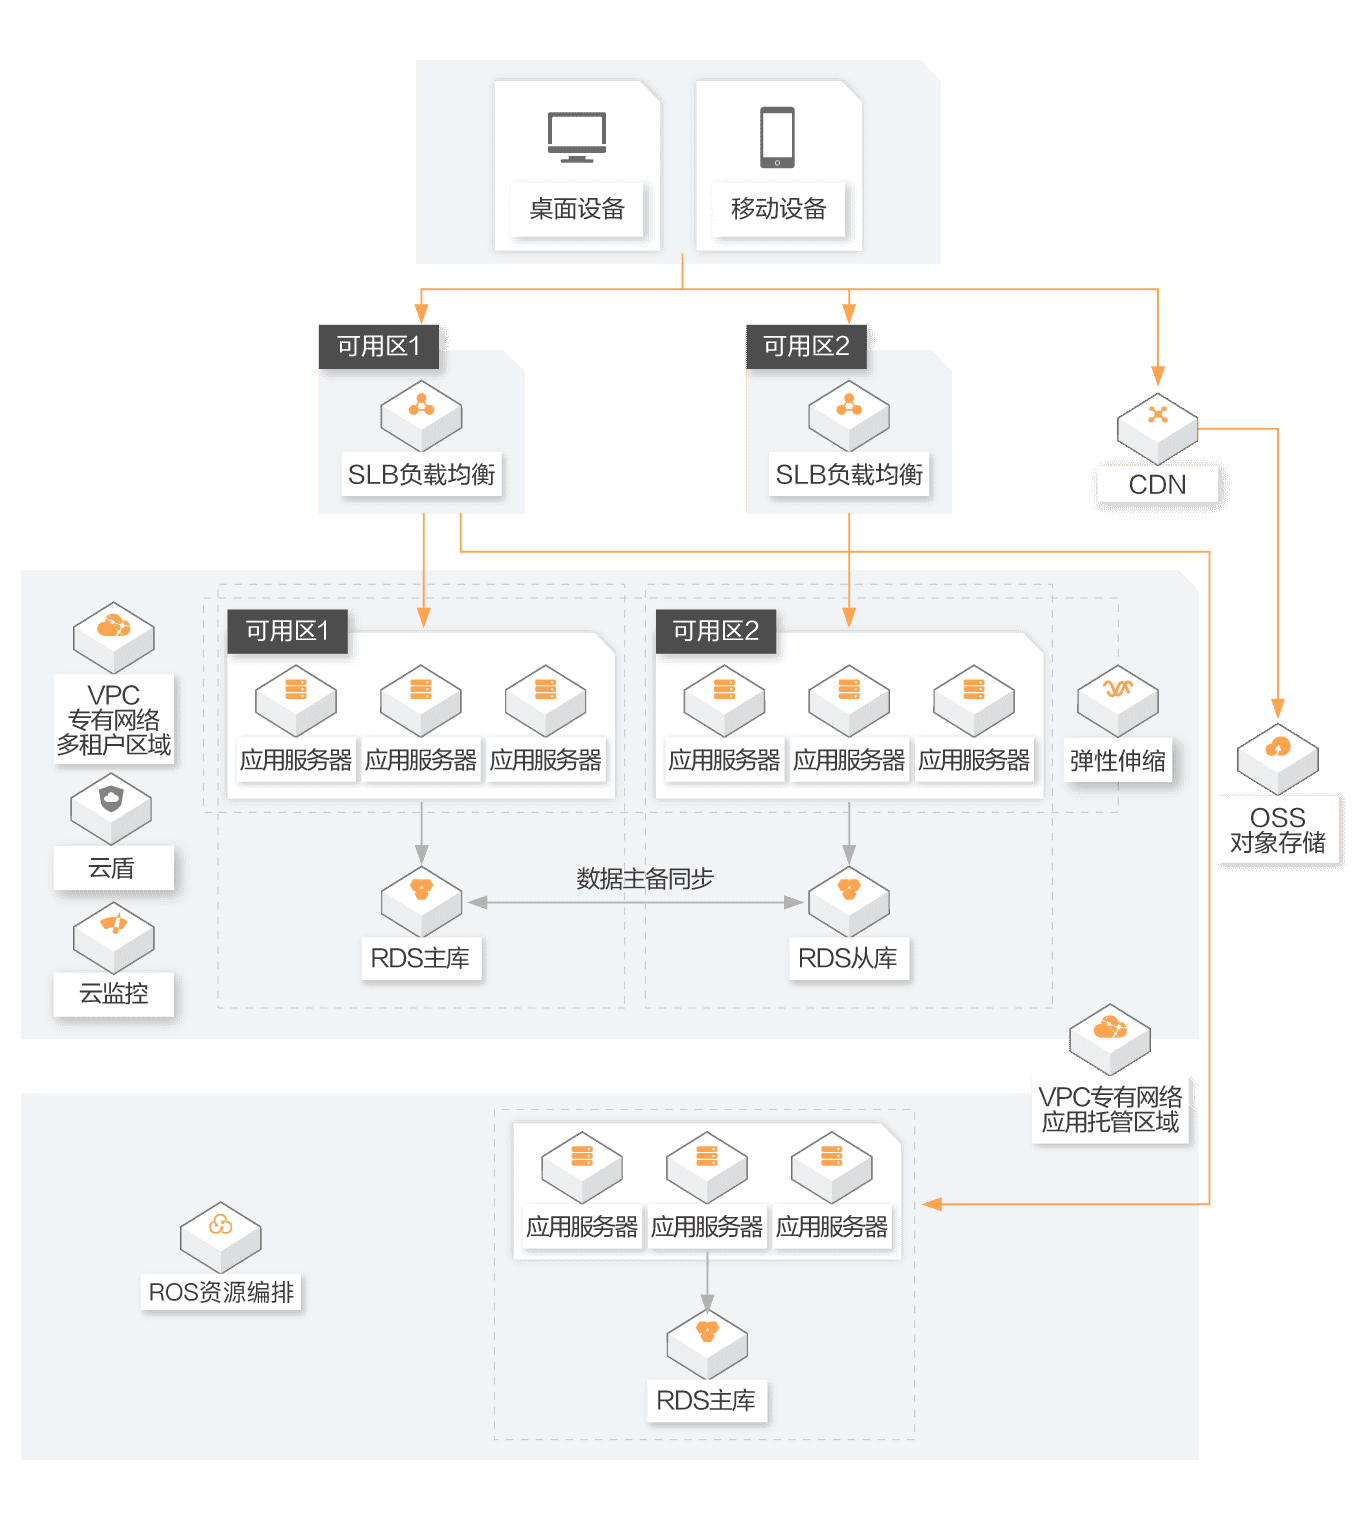 桌面设备
移动设备
可用区1
可用区2
SLB负载均衡
SLB负载均衡
CDN
可用区1
可用区2
VPC
专有网络
多租户区域
应用服务器
应用服务器
应用服务器
应用服务器
应用服务器
应用服务器
弹性伸缩
OSS
对象存储
云盾
数据主备同步
RDS主库
RDS从库
云监控
VPC专有网络
应用托管区域
应用服务器
应用服务器
应用服务器
ROS资源编排
RDS主库